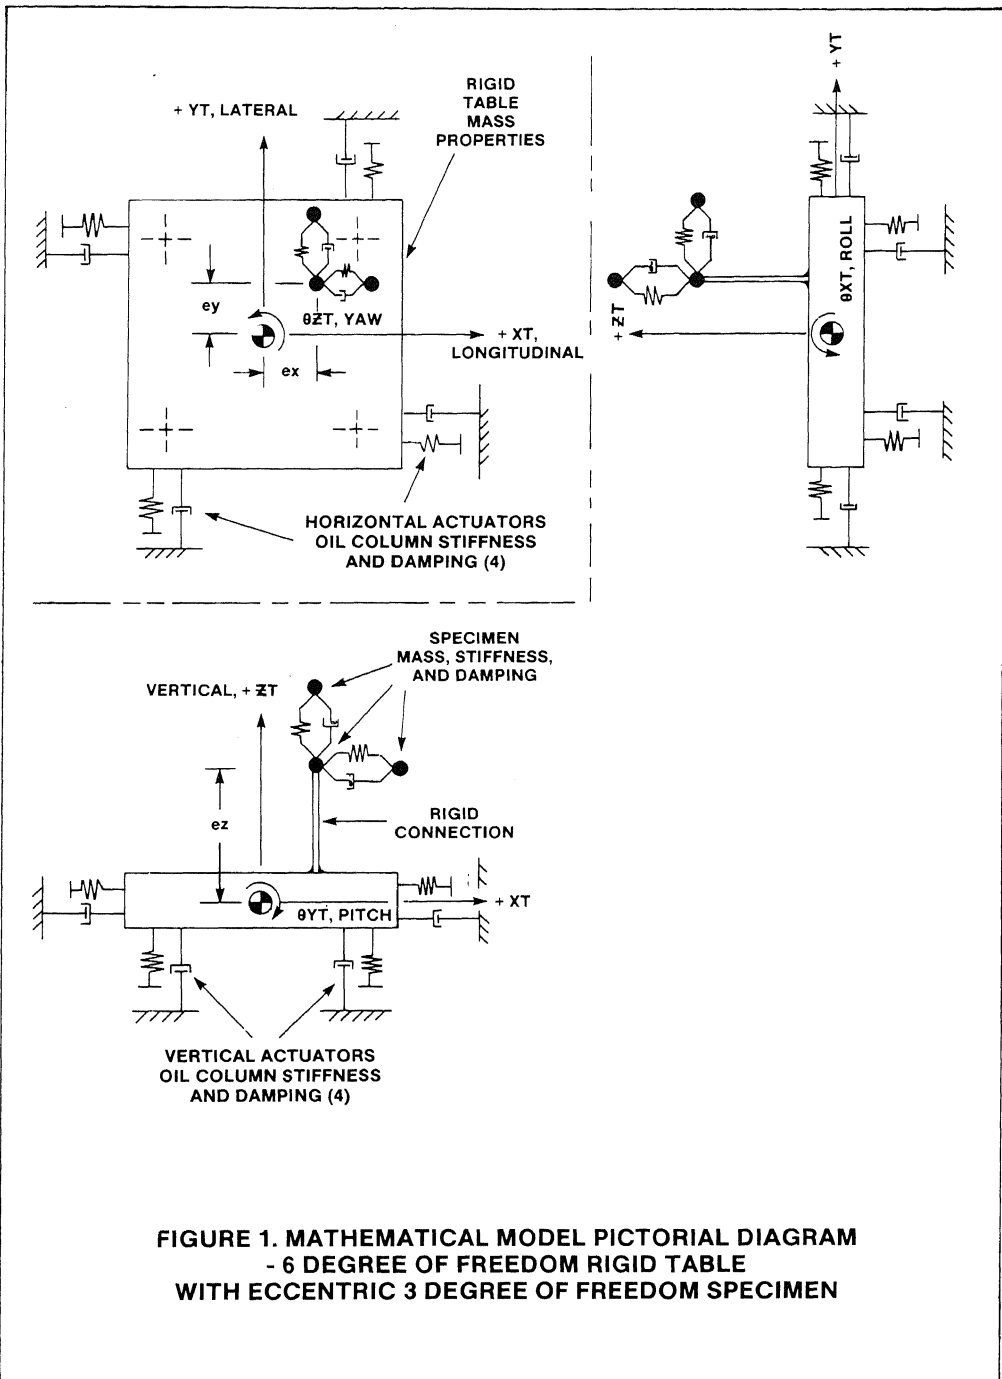 + YT, LATERAL
RIGID
TABLE
MASS
PROPERTIES
ey
θƵT, YAW
+ XT,
LONGITUDINAL
ex
HORIZONTAL ACTUATORS
OIL COLUMN STIFFNESS
AND DAMPING (4)
+ YT
θXT, ROLL
+ ƵT
SPECIMEN
MASS, STIFFNESS,
AND DAMPING
VERTICAL, + ƵT
ez
RIGID
CONNECTION
θYT, PITCH
+ XT
VERTICAL ACTUATORS
OIL COLUMN STIFFNESS
AND DAMPING (4)
FIGURE 1. MATHEMATICAL MODEL PICTORIAL DIAGRAM
- 6 DEGREE OF FREEDOM RIGID TABLE
WITH ECCENTRIC 3 DEGREE OF FREEDOM SPECIMEN